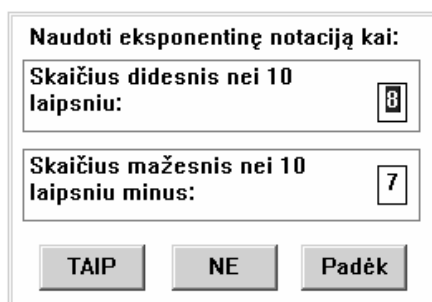 Naudoti eksponentinę notaciją kai:
Skaičius didesnis nei 10
laipsniu:
8
Skaičius mažesnis nei 10
laipsniu minus:
7
TAIP NE Padėk